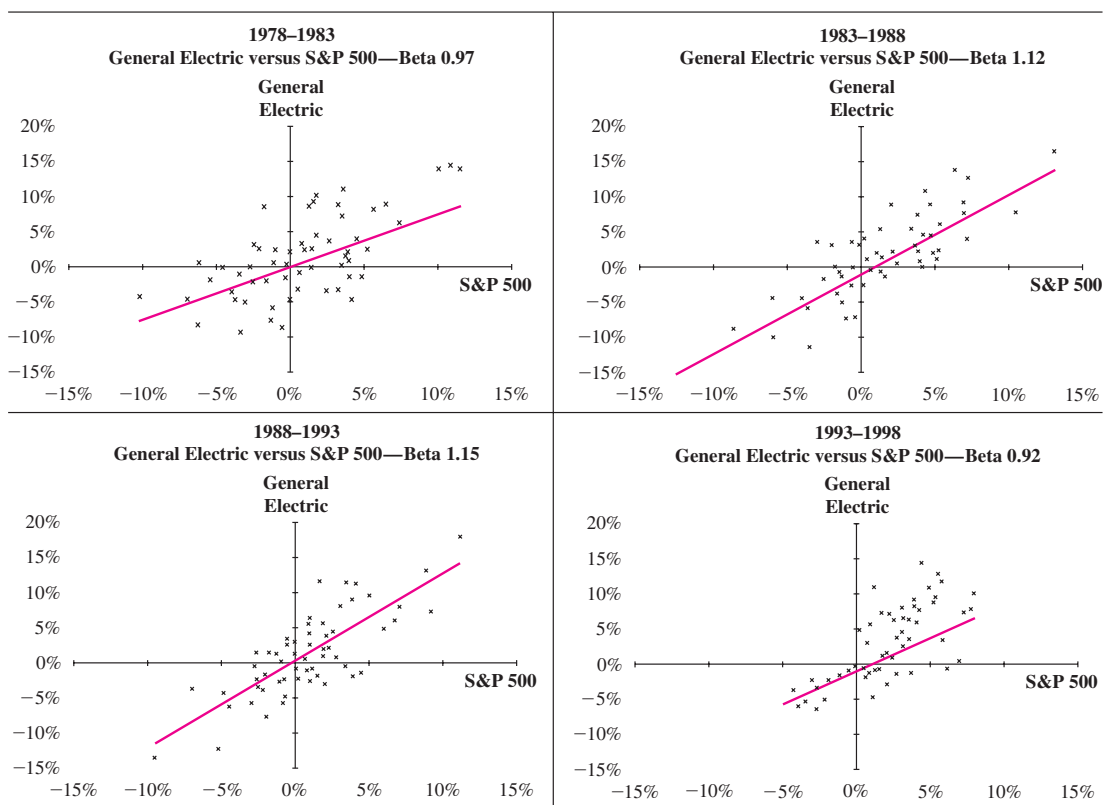 1978–1983
General Electric versus S&P 500—Beta 0.97
General
Electric
20%
15%
10%
5%
0%
−5%
−10%
−15%
S&P 500
−15% −10% −5% 0% 5% 10% 15%
1983–1988
General Electric versus S&P 500—Beta 1.12
General
Electric
20%
15%
10%
5%
0%
−5%
−10%
−15%
S&P 500
−15% −10% −5% 0% 5% 10% 15%
1988–1993
General Electric versus S&P 500—Beta 1.15
General
Electric
20%
15%
10%
5%
0%
−5%
−10%
−15%
S&P 500
−15% −10% −5% 0% 5% 10% 15%
1993–1998
General Electric versus S&P 500—Beta 0.92
General
Electric
20%
15%
10%
5%
0%
−5%
−10%
−15%
S&P 500
−15% −10% −5% 0% 5% 10% 15%